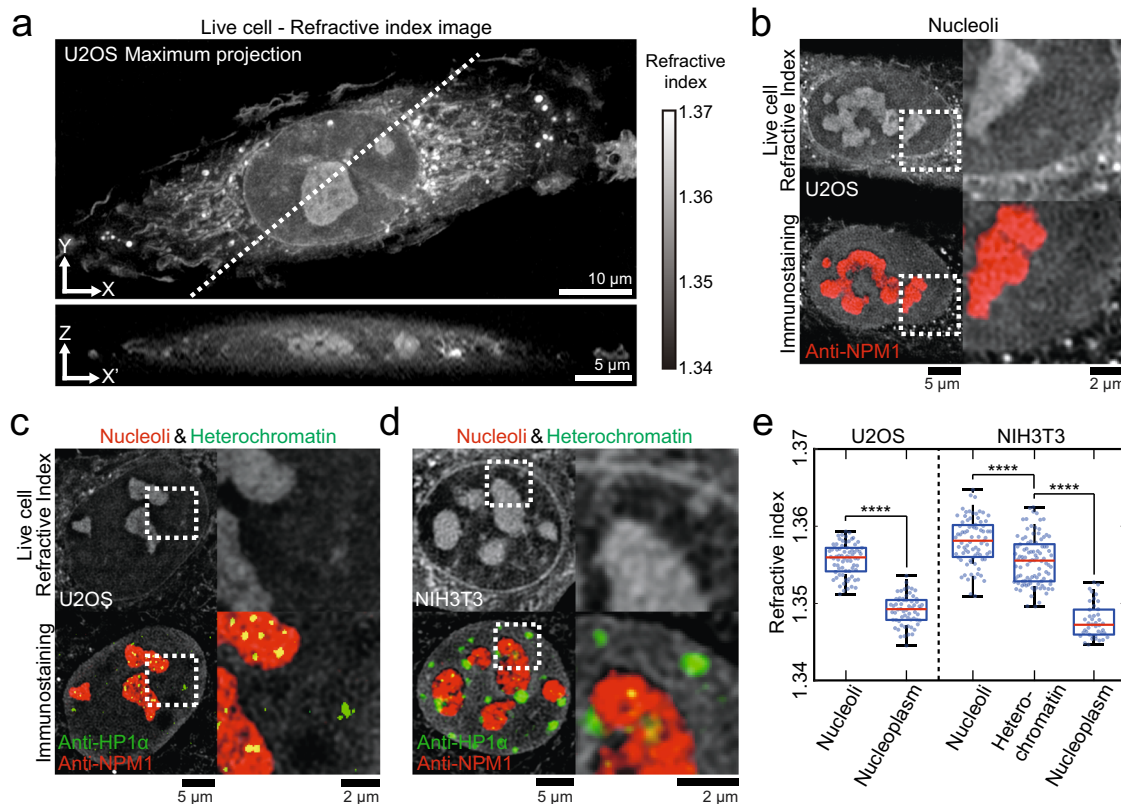 a
Live cell - Refractive index image
U2OS Maximum projection
Y
X
10 µm
Z
X'
5 µm
Refractive
index
1.37
1.36
1.35
1.34
b
Nucleoli
Live cell
Refractive Index
U2OS
Immunostaining
Anti-NPM1
5 µm
2 µm
c
Nucleoli & Heterochromatin
Live cell
Refractive Index
U2OS
Immunostaining
Anti-HP1α
Anti-NPM1
5 µm
2 µm
d
Nucleoli & Heterochromatin
NIH3T3
Anti-HP1α
Anti-NPM1
5 µm
2 µm
e
U2OS
NIH3T3
Refractive index
1.37
1.36
1.35
1.34
****
****
****
Nucleoli
Nucleoplasm
Nucleoli
Hetero-
chromatin
Nucleoplasm